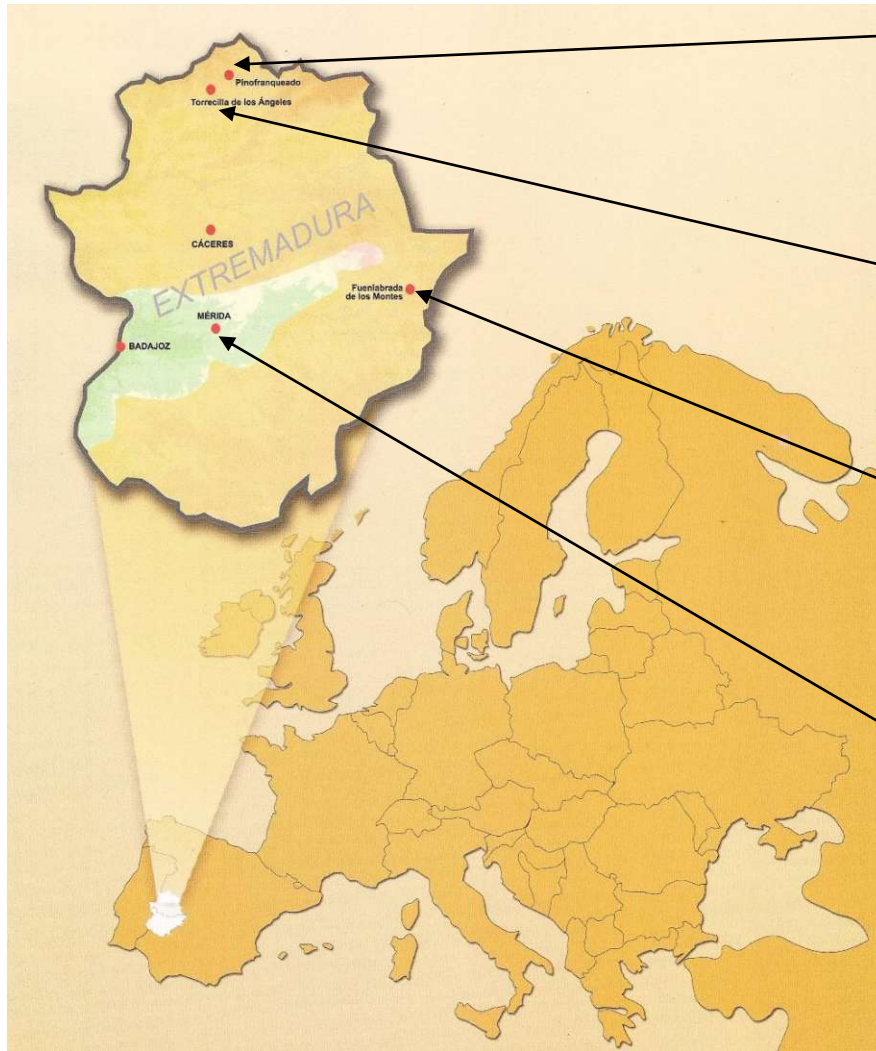 Pinofranqueado
Torrecilla de los Ángeles
CÁCERES
EXTREMADURA
Fuenlabrada
de los Montes
MÉRIDA
BADAJOZ